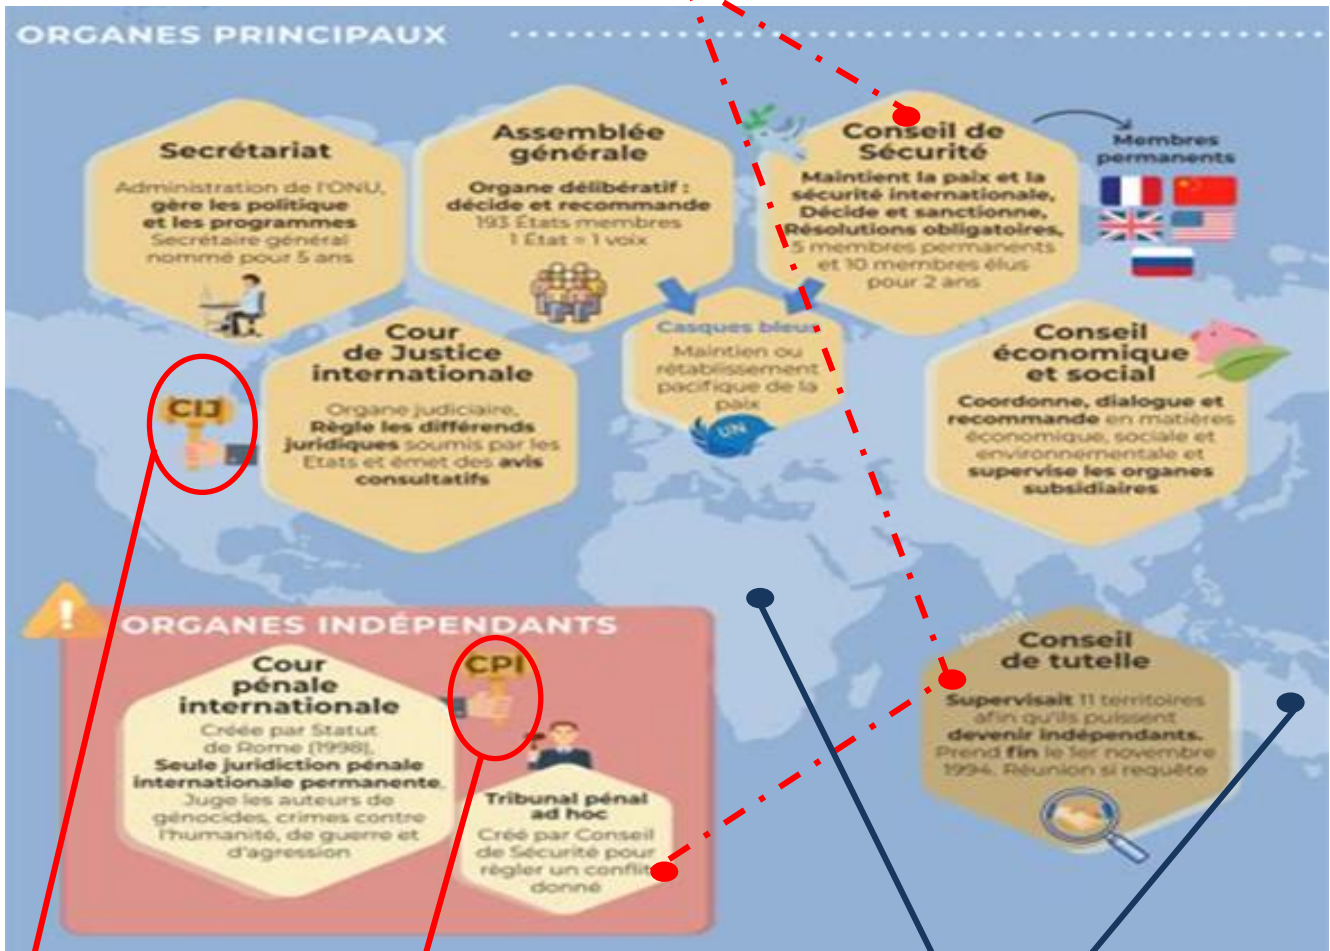 ORGANES PRINCIPAUX
Secrétariat
Administration de l'ONU,
gère les politique
et les programmes
Secrétaire général
nommé pour 5 ans
Assemblée
générale
Organe délibératif :
décide et recommande
193 Etats membres
1 Etat = 1 voix
Conseil de
Sécurité
Maintient la paix et la
sécurité internationale,
Décide et sanctionne,
Résolutions obligatoires,
5 membres permanents
et 10 membres élus
pour 2 ans
Membres
permanents
Cour
de Justice
internationale
Organe judiciaire,
Règle les différends
juridiques soumis par les
Etats et émet des avis
consultatifs
CIJ
Casques bleus
Maintien ou
rétablissement
pacifique de la
paix
UN
Conseil
économique
et social
Coordonne, dialogue et
recommande en matières
économique, sociale et
environnementale et
supervise les organes
subsidiaires
!
ORGANES INDÉPENDANTS
Cour
pénale
internationale
Créée par Statut
de Rome (1998),
Seule juridiction pénale
internationale permanente.
Juge les auteurs de
génocides, crimes contre
l'humanité, de guerre et
d'agression
CPI
Tribunal pénal
ad hoc
Créé par Conseil
de Sécurité pour
règler un conflit
donné
Conseil
de tutelle
Supervisait 11 territoires
afin qu'ils puissent
devenir indépendants.
Prend fin le 1er novembre
1994. Réunion si requête